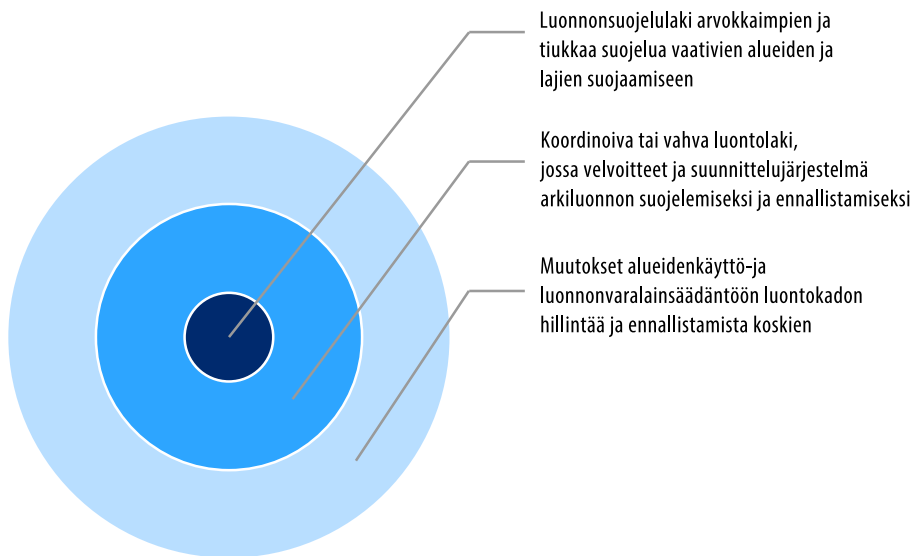 Luonnonsuojelulaki arvokkaimpien ja
tiukkaa suojelua vaativien alueiden ja
lajien suojaamiseen
Koordinoiva tai vahva luontolaki,
jossa velvoitteet ja suunnittelujärjestelmä
arkiluonnon suojelemiseksi ja ennallistamiseksi
Muutokset alueidenkäyttö-ja
luonnonvaralainsäädäntöön luontokadon
hillintää ja ennallistamista koskien